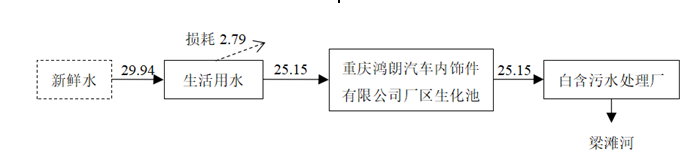 损耗 2.79
新鲜水
29.94
生活用水
25.15
重庆鸿朗汽车内饰件
有限公司厂区生化池
25.15
白含污水处理厂
梁滩河